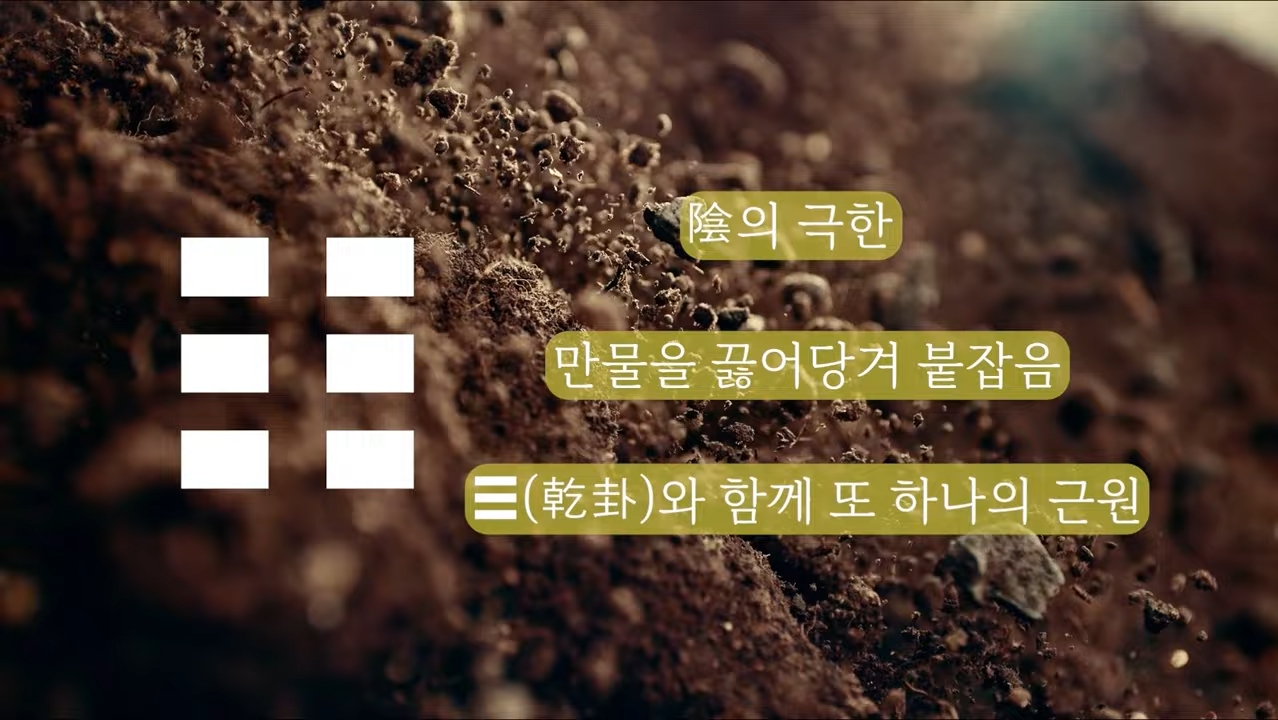 陰의 극한
만물을 끓어당겨 붙잡음
☰(乾卦)와 함께 또 하나의 근원